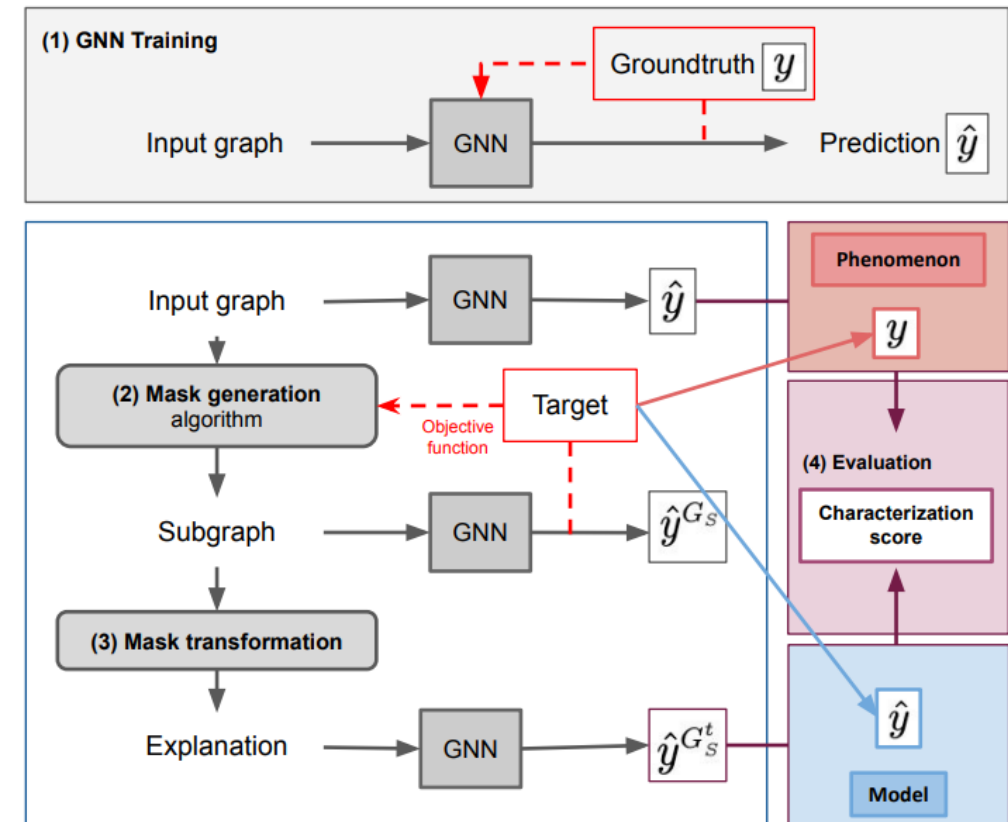 (1) GNN Training
Groundtruth y
Input graph
GNN
Prediction ŷ
Phenomenon
Input graph
GNN
ŷ
y
(2) Mask generation
algorithm
Objective
function
Target
(4) Evaluation
Characterization
score
Subgraph
GNN
ŷ^{G_S}
(3) Mask transformation
Explanation
GNN
ŷ^{G_S^t}
ŷ
Model